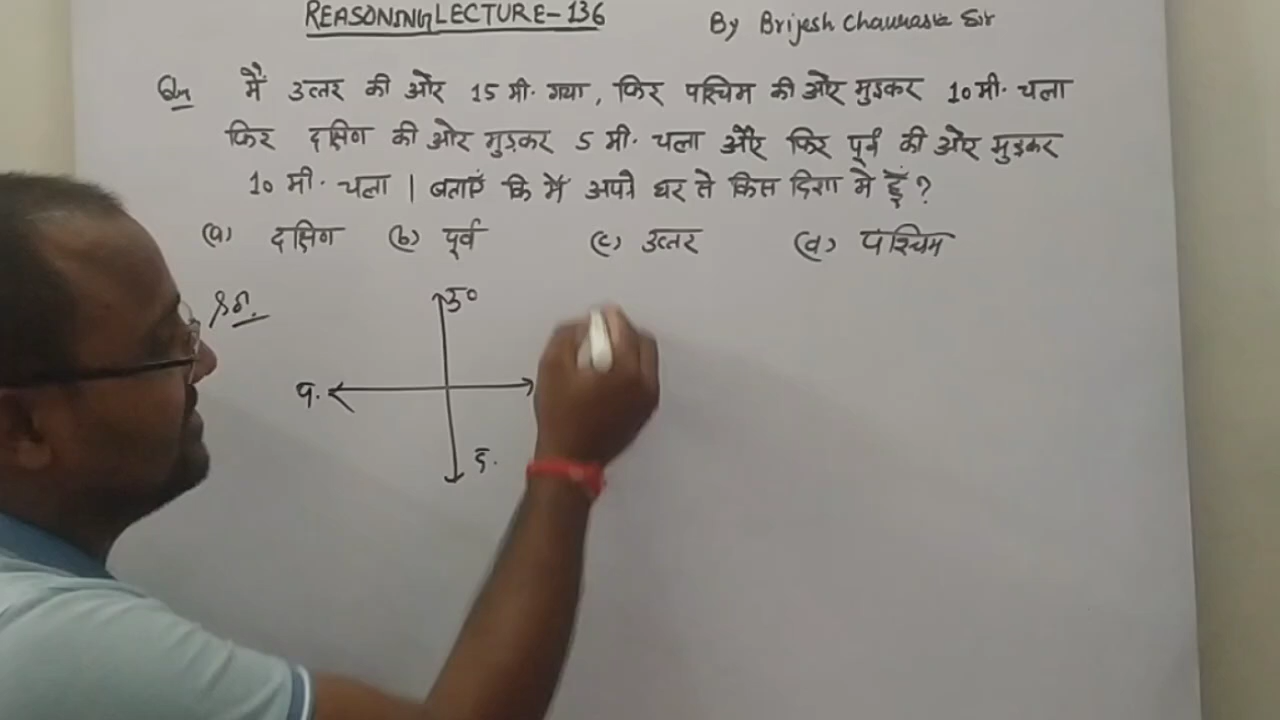 REASONING LECTURE-136
By Brijesh Chaurasia Sir
Qn मैं उत्तर की ओर 15 मी. गया, फिर पश्चिम की ओर मुड़कर 10 मी. चला
फिर दक्षिण की ओर मुड़कर 5 मी. चला और फिर पूर्व की ओर मुड़कर
10 मी. चला | बताएं कि मैं अपने घर से किस दिशा मे हूँ ?
(a) दक्षिण (b) पूर्व (c) उत्तर (d) पश्चिम
उ०
प.
द.